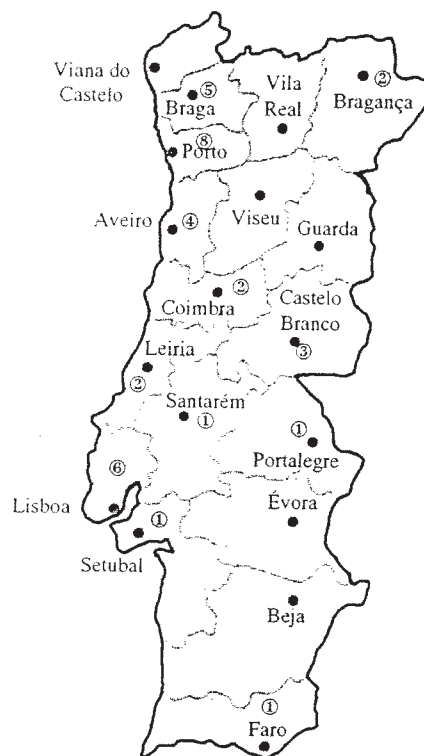 Viana do
Castelo
⑤
Braga
Vila
Real
②
Bragança
⑧
Porto
Aveiro
④
Viseu
Guarda
②
Coimbra
Castelo
Branco
③
Leiria
②
Santarém
①
①
Portalegre
⑥
Lisboa
①
Setubal
Évora
Beja
①
Faro